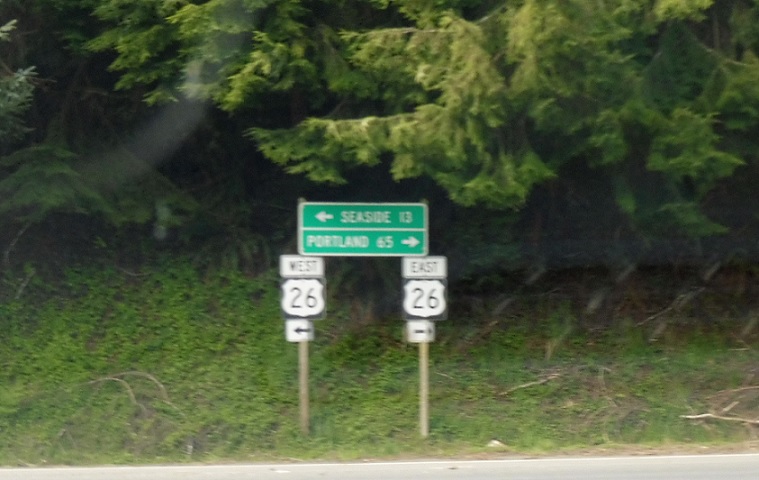 SEASIDE 13
PORTLAND 65
WEST
EAST
26
26